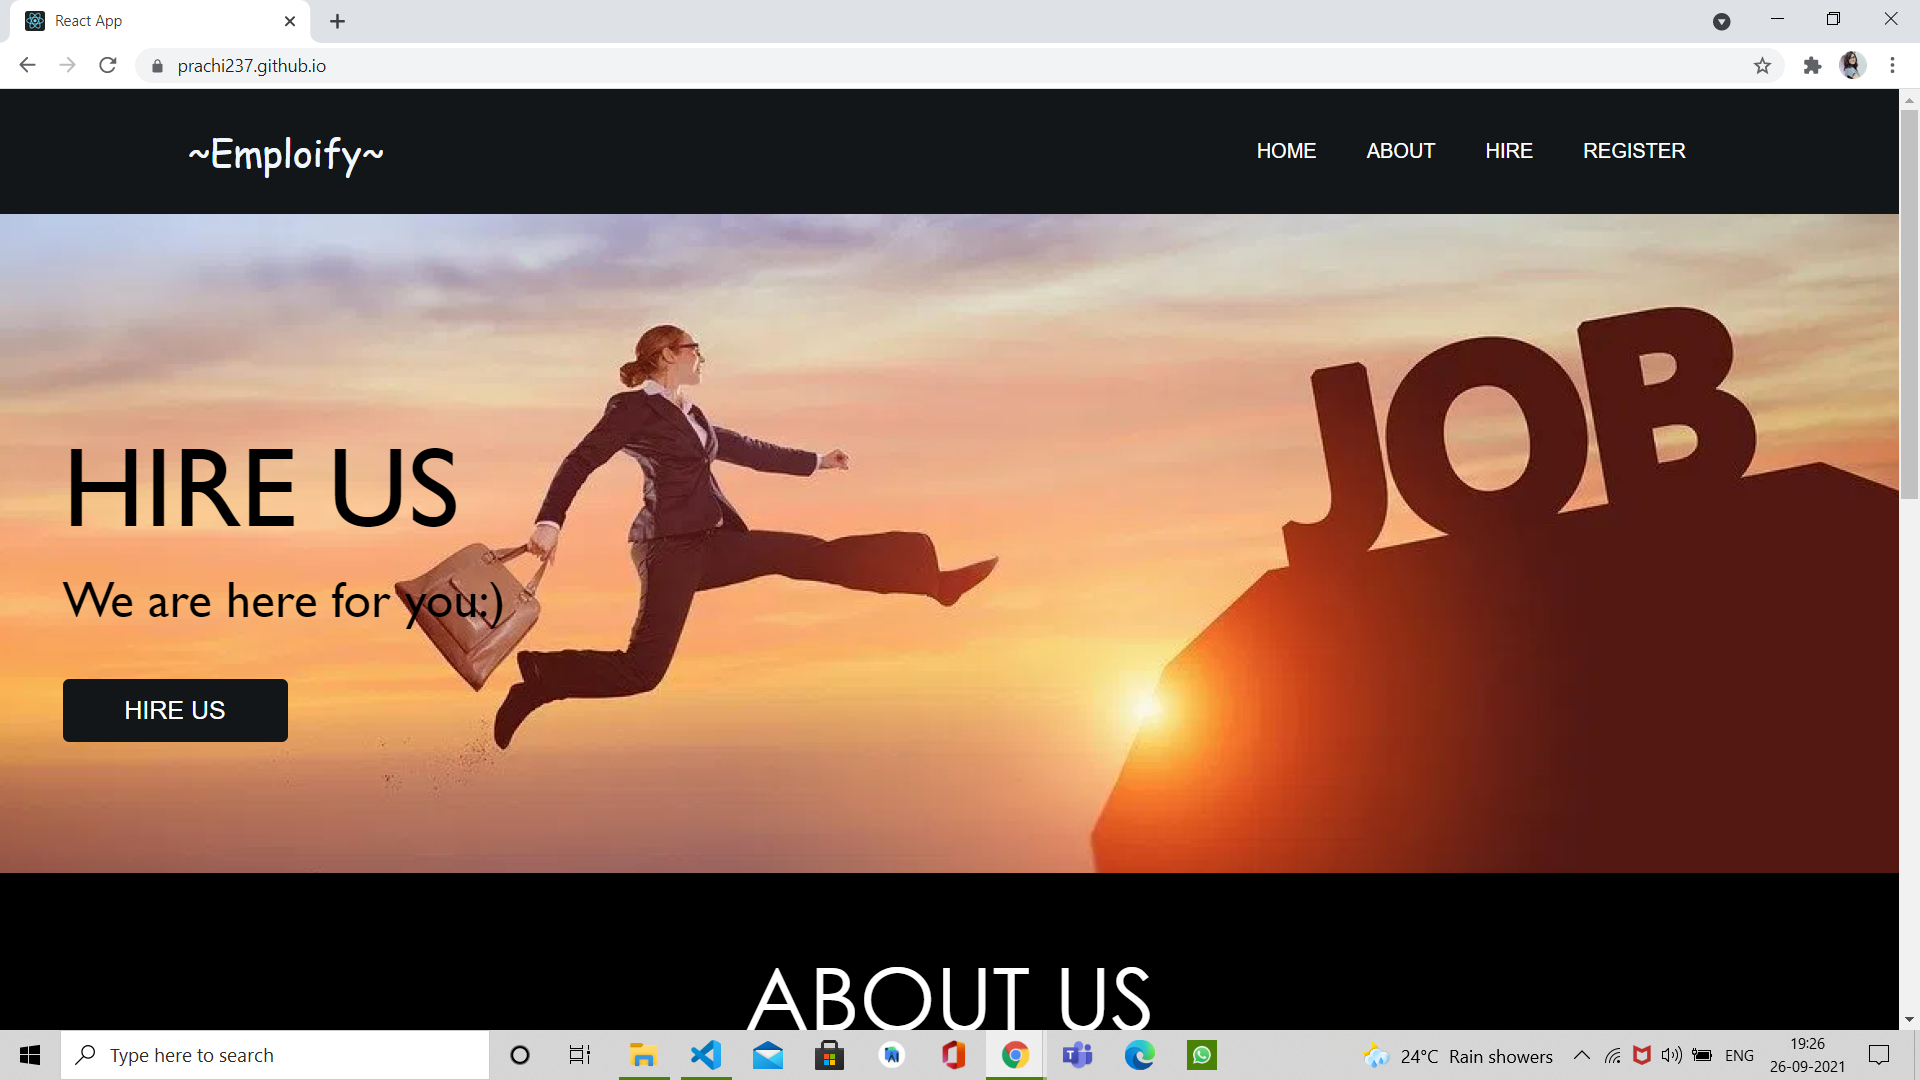 React App
prachi237.github.io
~Emploify~
HOME ABOUT HIRE REGISTER
JOB
HIRE US
We are here for you:)
HIRE US
ABOUT US
Type here to search
24°C Rain showers
ENG
19:26
26-09-2021